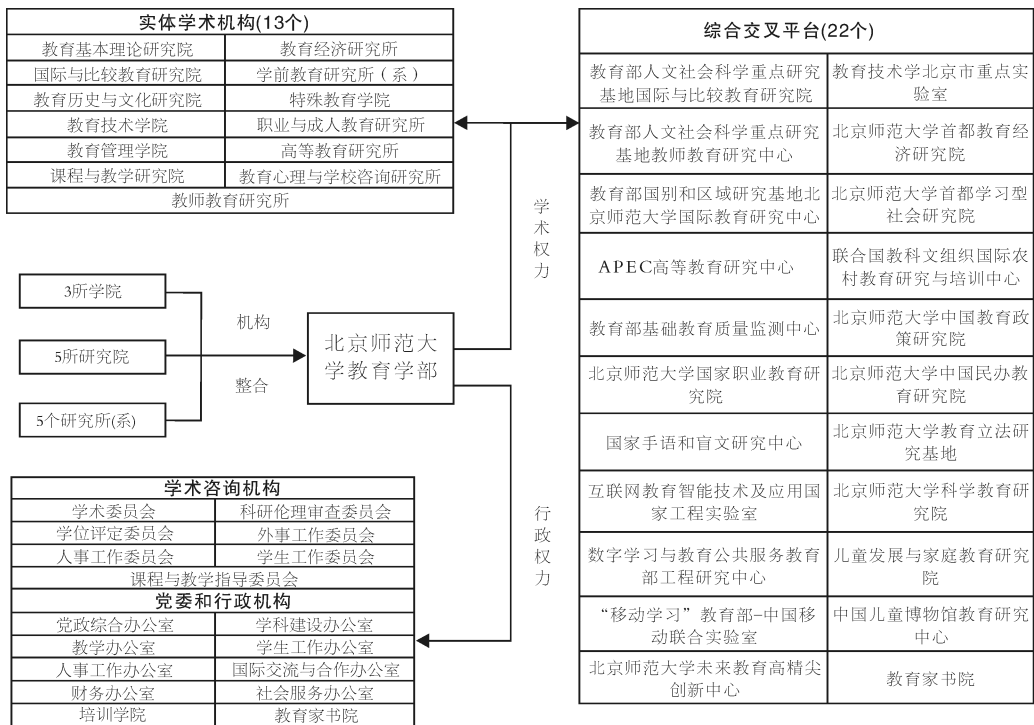 实体学术机构(13个)
教育基本理论研究院
教育经济研究所
国际与比较教育研究院
学前教育研究所（系）
教育历史与文化研究院
特殊教育学院
教育技术学院
职业与成人教育研究所
教育管理学院
高等教育研究所
课程与教学研究院
教育心理与学校咨询研究所
教师教育研究所
3所学院
5所研究院
5个研究所(系)
机构
整合
北京师范大
学教育学部
学术权力
行政权力
学术咨询机构
学术委员会
科研伦理审查委员会
学位评定委员会
外事工作委员会
人事工作委员会
学生工作委员会
课程与教学指导委员会
党委和行政机构
党政综合办公室
学科建设办公室
教学办公室
学生工作办公室
人事工作办公室
国际交流与合作办公室
财务办公室
社会服务办公室
培训学院
教育家书院
综合交叉平台(22个)
教育部人文社会科学重点研究
基地国际与比较教育研究院
教育技术学北京市重点实
验室
教育部人文社会科学重点研究
基地教师教育研究中心
北京师范大学首都教育经
济研究院
教育部国别和区域研究基地北
京师范大学国际教育研究中心
北京师范大学首都学习型
社会研究院
APEC高等教育研究中心
联合国教科文组织国际农
村教育研究与培训中心
教育部基础教育质量监测中心
北京师范大学中国教育政
策研究院
北京师范大学国家职业教育研
究院
北京师范大学中国民办教
育研究院
国家手语和盲文研究中心
北京师范大学教育立法研
究基地
互联网教育智能技术及应用国
家工程实验室
北京师范大学科学教育研
究院
数字学习与教育公共服务教育
部工程研究中心
儿童发展与家庭教育研究
院
“移动学习”教育部-中国移
动联合实验室
中国儿童博物馆教育研究
中心
北京师范大学未来教育高精尖
创新中心
教育家书院